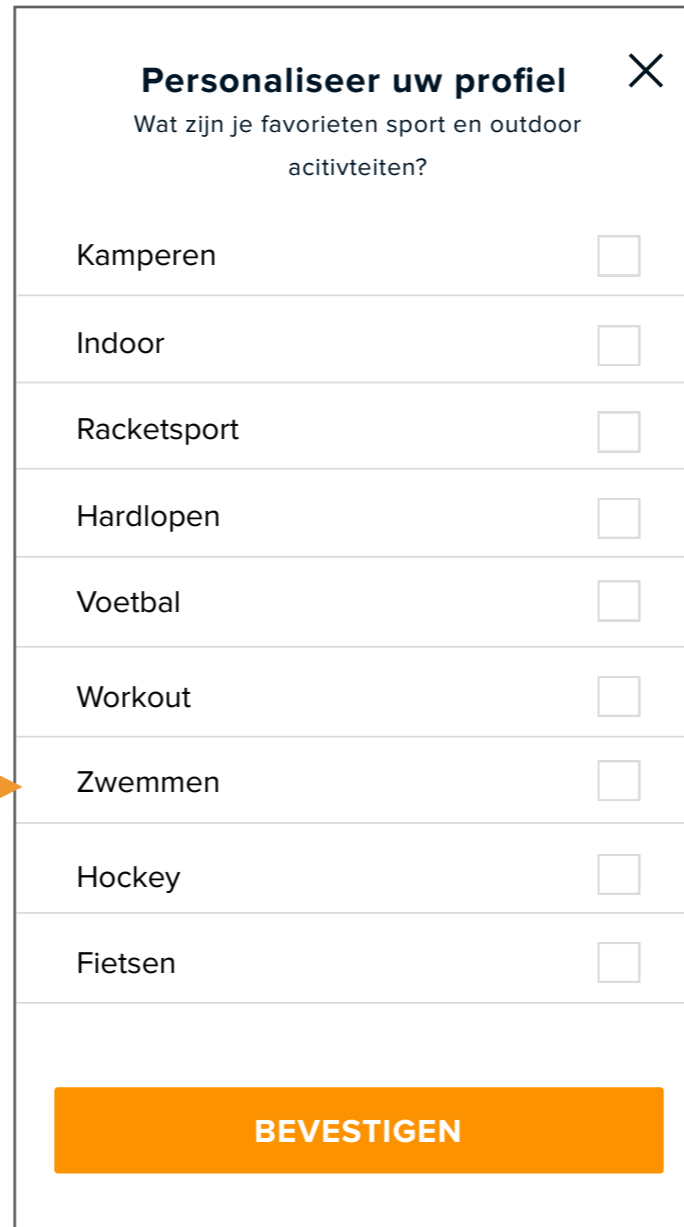 Personaliseer uw profiel
Wat zijn je favorieten sport en outdoor
acitivteiten?
Kamperen
Indoor
Racketsport
Hardlopen
Voetbal
Workout
Zwemmen
Hockey
Fietsen
BEVESTIGEN